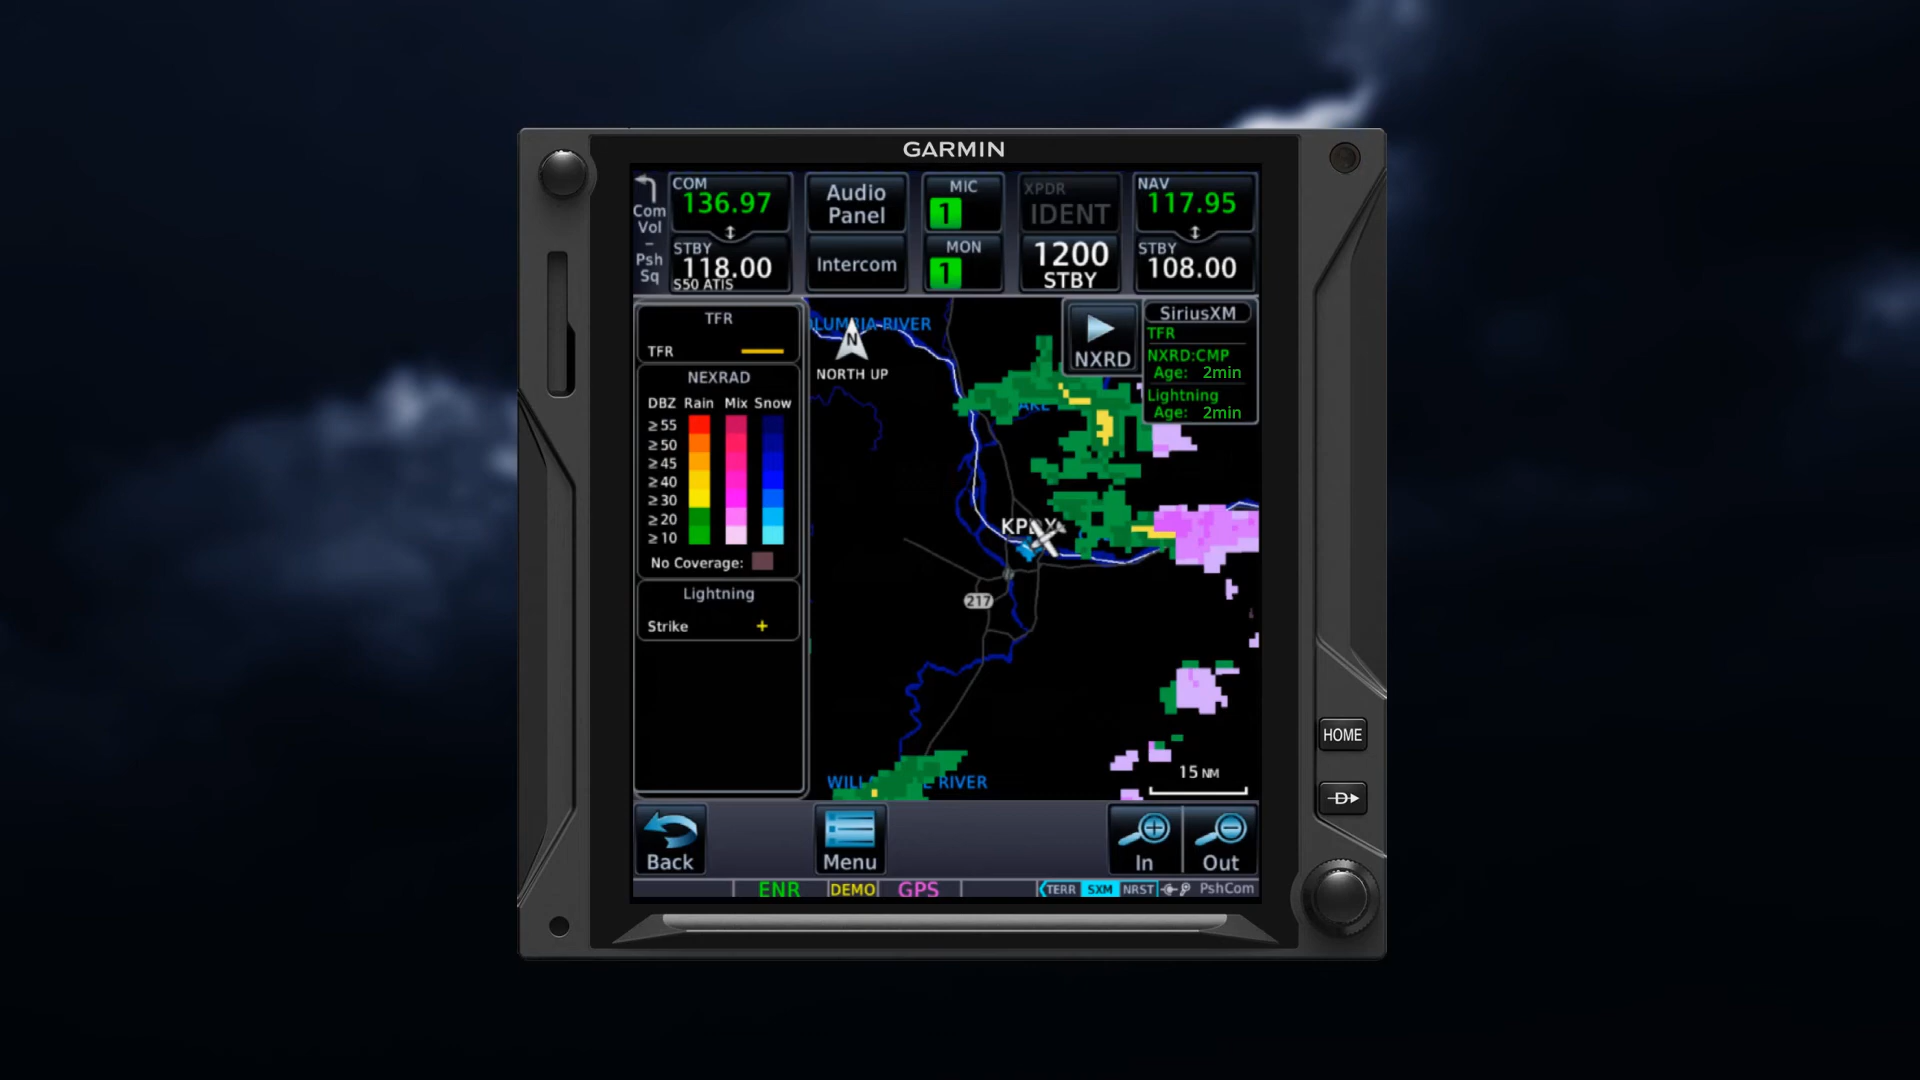 GARMIN
Com
Vol
–
Psh
Sq
COM
136.97
STBY
118.00
S50 ATIS
Audio
Panel
Intercom
MIC
1
MON
1
XPDR
IDENT
1200
STBY
NAV
117.95
STBY
108.00
TFR
TFR
NEXRAD
DBZ Rain Mix Snow
≥55
≥50
≥45
≥40
≥30
≥20
≥10
No Coverage:
Lightning
Strike
RIVER
N
NORTH UP
NXRD
SiriusXM
TFR
NXRD:CMP
Age: 2min
Lightning
Age: 2min
217
RIVER
15 NM
Back
Menu
In
Out
ENR
DEMO
GPS
TERR
SXM
NRST
PshCom
HOME
D